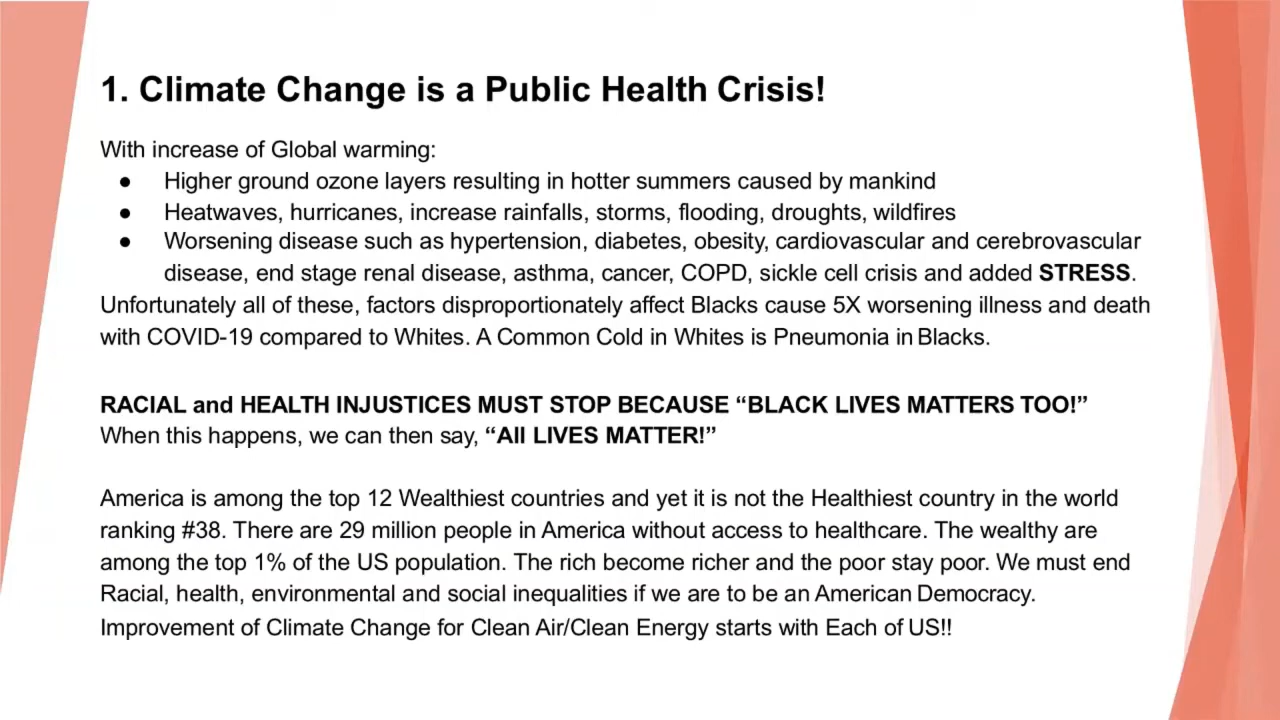 1. Climate Change is a Public Health Crisis!
With increase of Global warming:
● Higher ground ozone layers resulting in hotter summers caused by mankind
● Heatwaves, hurricanes, increase rainfalls, storms, flooding, droughts, wildfires
● Worsening disease such as hypertension, diabetes, obesity, cardiovascular and cerebrovascular
disease, end stage renal disease, asthma, cancer, COPD, sickle cell crisis and added STRESS.
Unfortunately all of these, factors disproportionately affect Blacks cause 5X worsening illness and death
with COVID-19 compared to Whites. A Common Cold in Whites is Pneumonia in Blacks.
RACIAL and HEALTH INJUSTICES MUST STOP BECAUSE “BLACK LIVES MATTERS TOO!”
When this happens, we can then say, “All LIVES MATTER!”
America is among the top 12 Wealthiest countries and yet it is not the Healthiest country in the world
ranking #38. There are 29 million people in America without access to healthcare. The wealthy are
among the top 1% of the US population. The rich become richer and the poor stay poor. We must end
Racial, health, environmental and social inequalities if we are to be an American Democracy.
Improvement of Climate Change for Clean Air/Clean Energy starts with Each of US!!